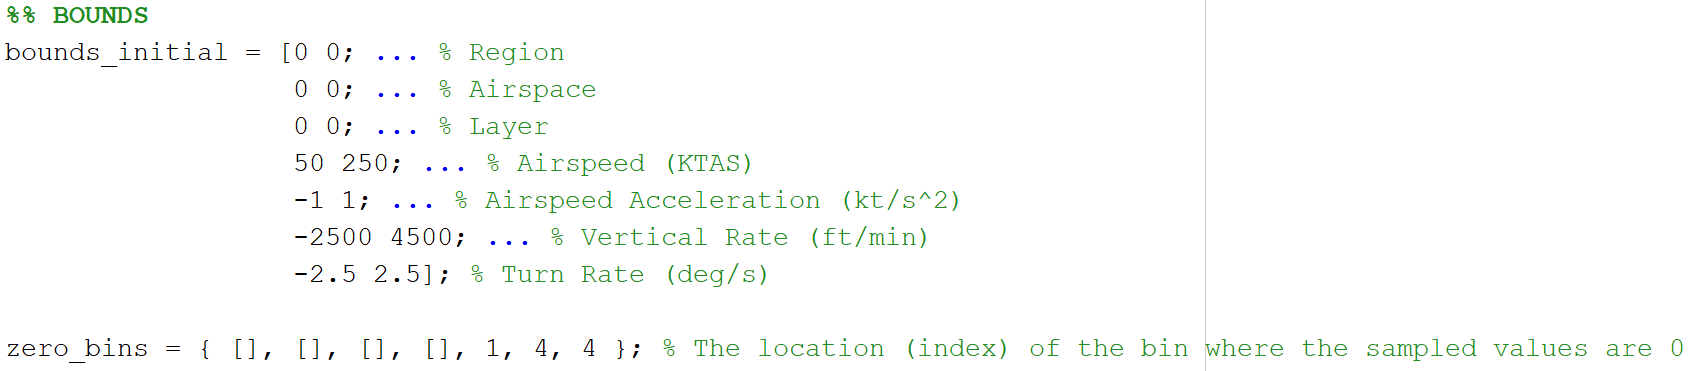 %% BOUNDS
bounds_initial = [0 0; ... % Region
0 0; ... % Airspace
0 0; ... % Layer
50 250; ... % Airspeed (KTAS)
-1 1; ... % Airspeed Acceleration (kt/s^2)
-2500 4500; ... % Vertical Rate (ft/min)
-2.5 2.5]; % Turn Rate (deg/s)
zero_bins = { [], [], [], [], 1, 4, 4 }; % The location (index) of the bin where the sampled values are 0